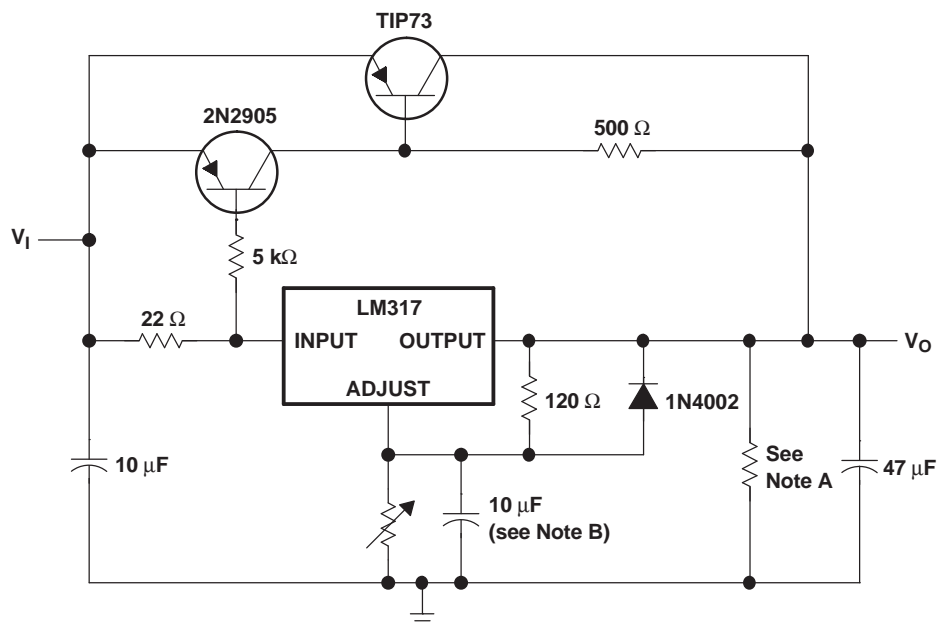 TIP73
2N2905
500 Ω
V_I
5 kΩ
LM317
22 Ω
INPUT OUTPUT
V_O
ADJUST
120 Ω
1N4002
10 μF
See
Note A
47 μF
10 μF
(see Note B)